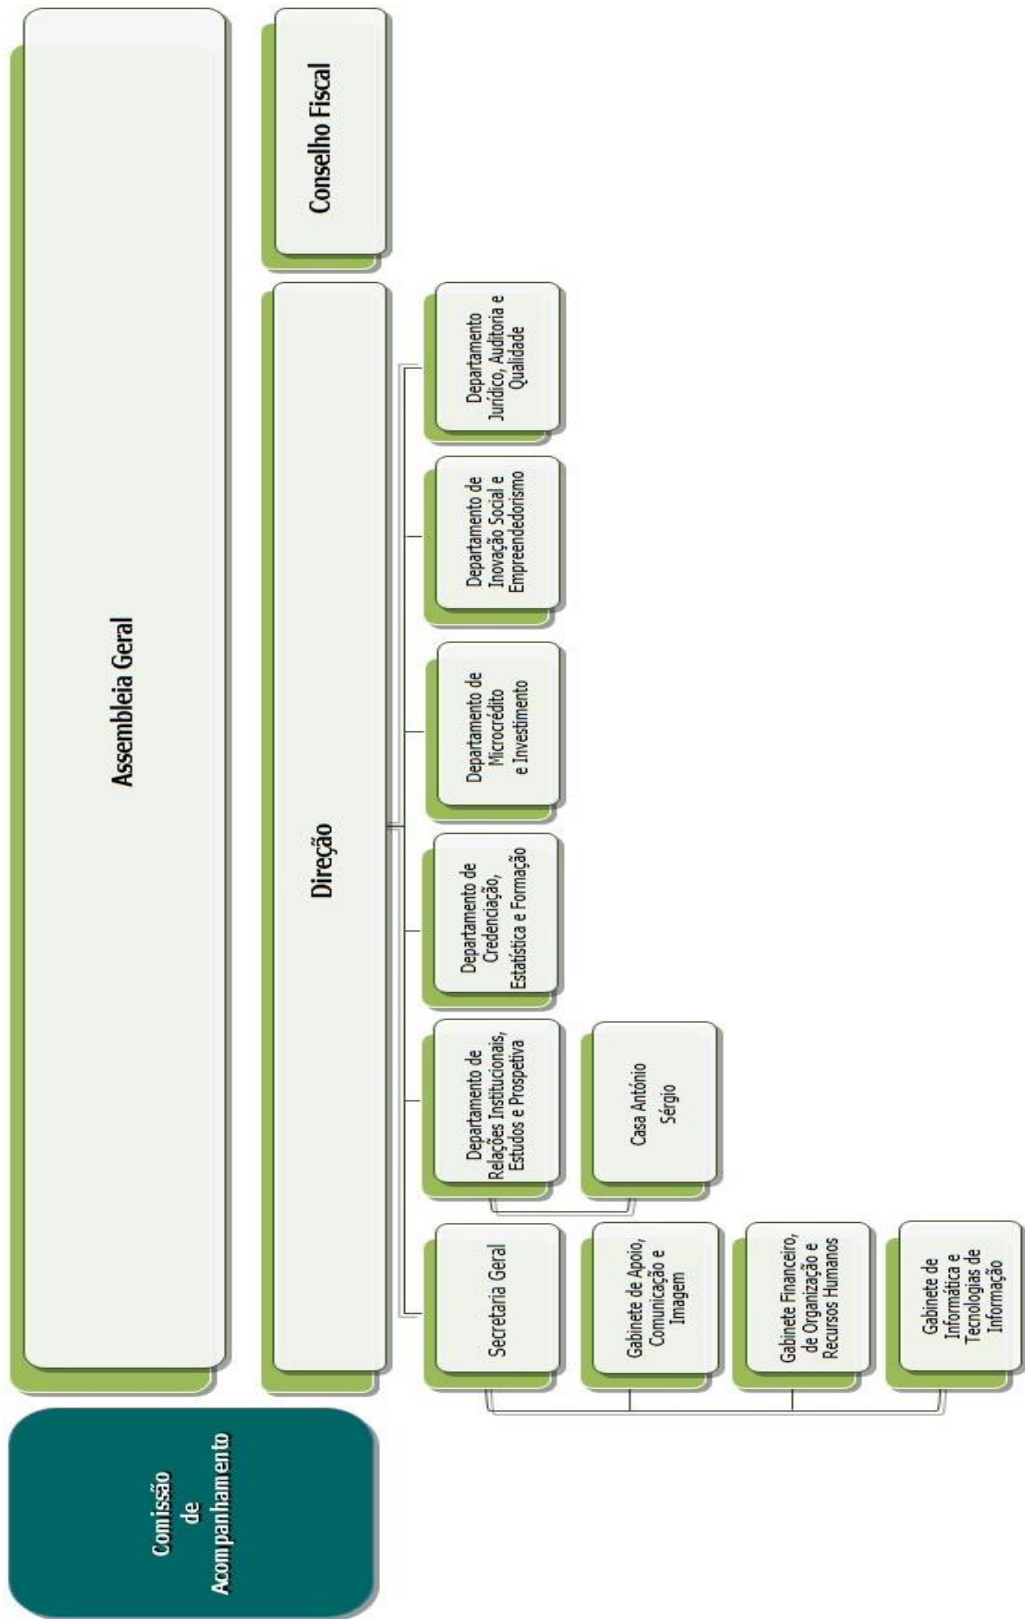 Comissão
de
Acompanhamento
Assembleia Geral
Direção
Conselho Fiscal
Secretaria Geral
Departamento de
Relações Institucionais,
Estudos e Prospetiva
Departamento de
Credenciação,
Estatística e Formação
Departamento de
Microcrédito
e Investimento
Departamento de
Inovação Social e
Empreendedorismo
Departamento
Jurídico, Auditoria e
Qualidade
Gabinete de Apoio,
Comunicação e
Imagem
Casa António
Sérgio
Gabinete Financeiro,
de Organização e
Recursos Humanos
Gabinete de
Informática e
Tecnologias de
Informação